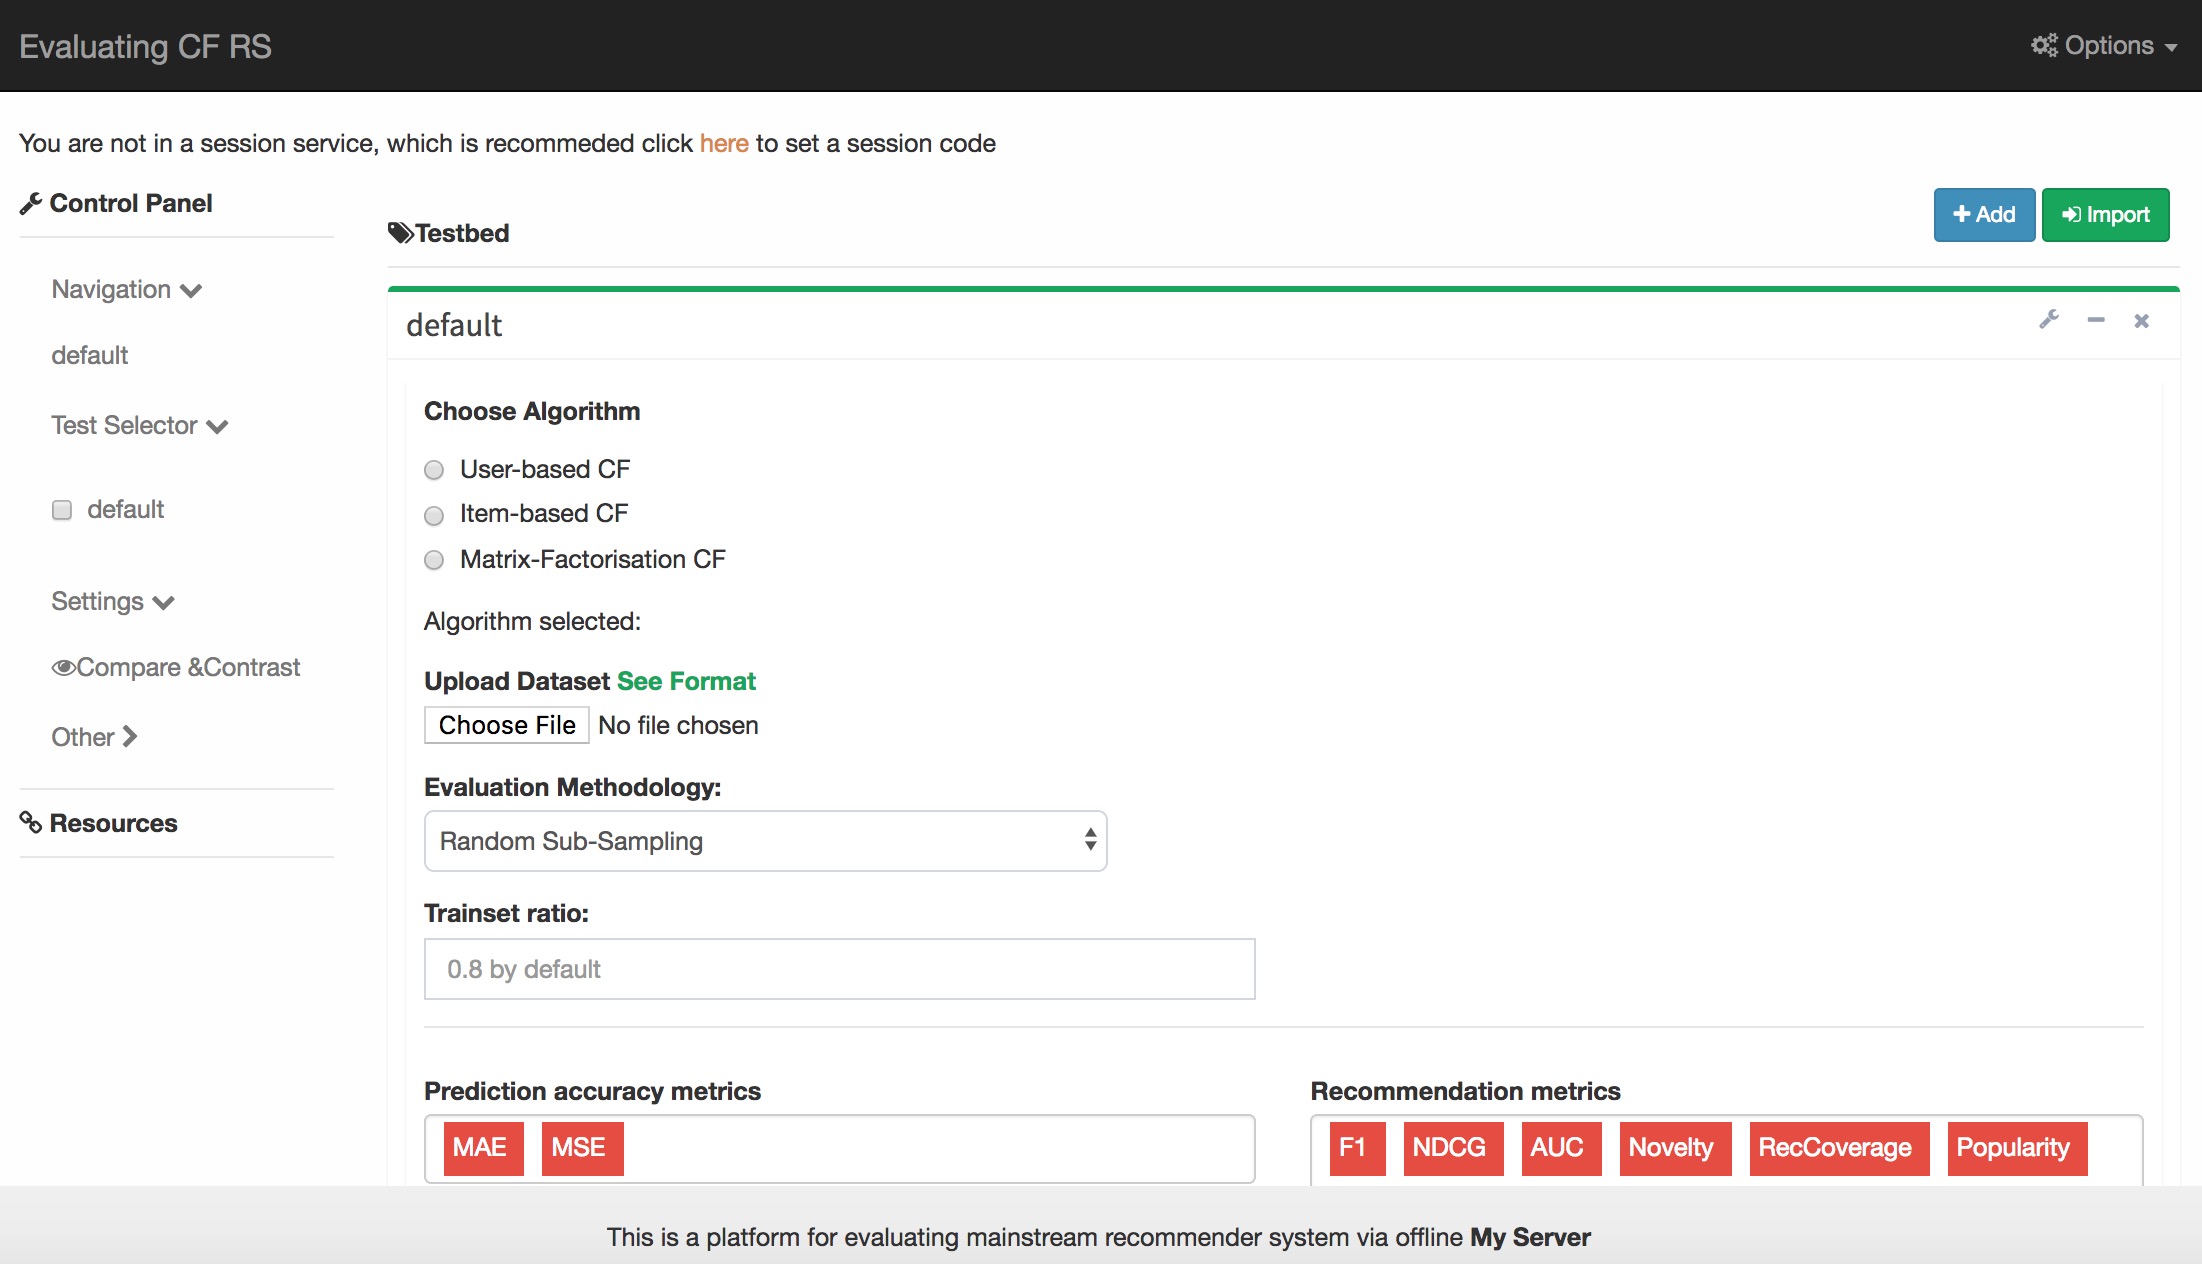 Evaluating CF RS
Options
You are not in a session service, which is recommeded click here to set a session code
Control Panel
Navigation
default
Test Selector
default
Settings
Compare &Contrast
Other
Resources
Testbed
Add
Import
default
Choose Algorithm
User-based CF
Item-based CF
Matrix-Factorisation CF
Algorithm selected:
Upload Dataset See Format
Choose File No file chosen
Evaluation Methodology:
Random Sub-Sampling
Trainset ratio:
0.8 by default
Prediction accuracy metrics
MAE MSE
Recommendation metrics
F1 NDCG AUC Novelty RecCoverage Popularity
This is a platform for evaluating mainstream recommender system via offline My Server